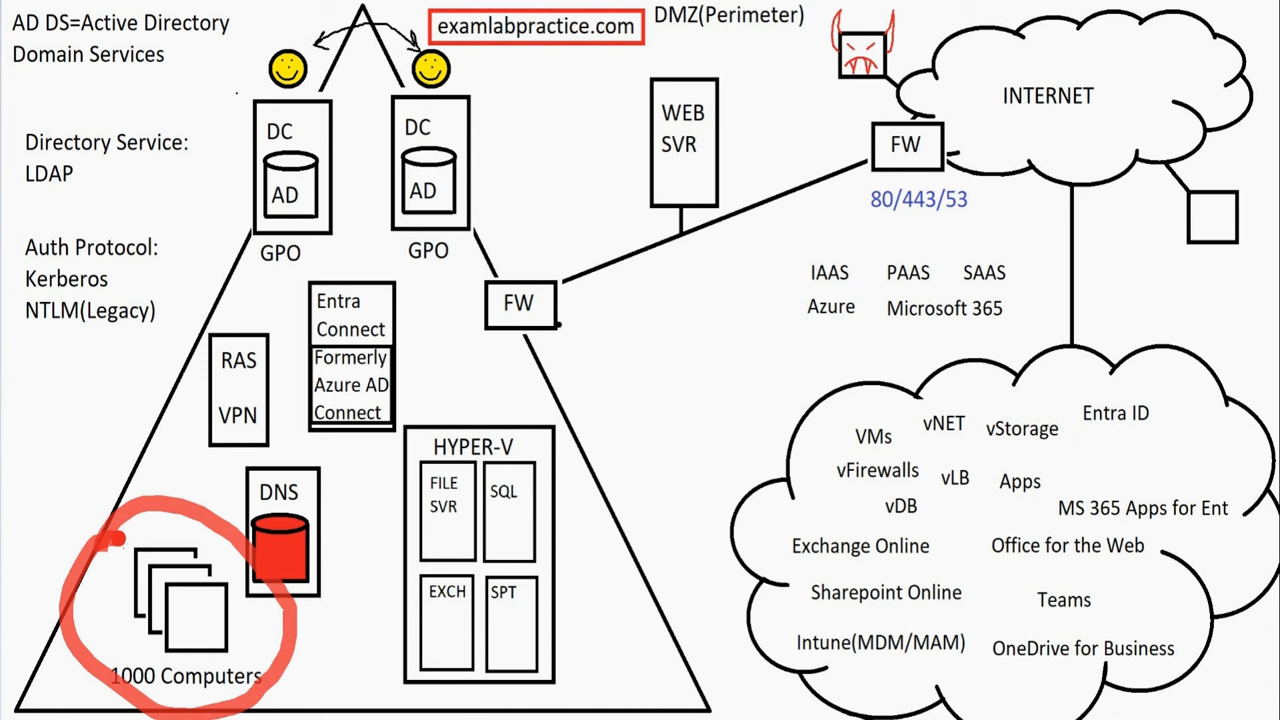 AD DS=Active Directory
Domain Services
examlabpractice.com
DMZ(Perimeter)
Directory Service:
LDAP
Auth Protocol:
Kerberos
NTLM(Legacy)
DC
AD
GPO
DC
AD
GPO
WEB
SVR
FW
80/443/53
INTERNET
FW
Entra
Connect
Formerly
Azure AD
Connect
RAS
VPN
DNS
1000 Computers
HYPER-V
FILE
SVR
SQL
EXCH
SPT
IAAS PAAS SAAS
Azure Microsoft 365
VMs
vNET
vStorage
Entra ID
vFirewalls
vLB
Apps
vDB
MS 365 Apps for Ent
Exchange Online
Office for the Web
Sharepoint Online
Teams
Intune(MDM/MAM)
OneDrive for Business